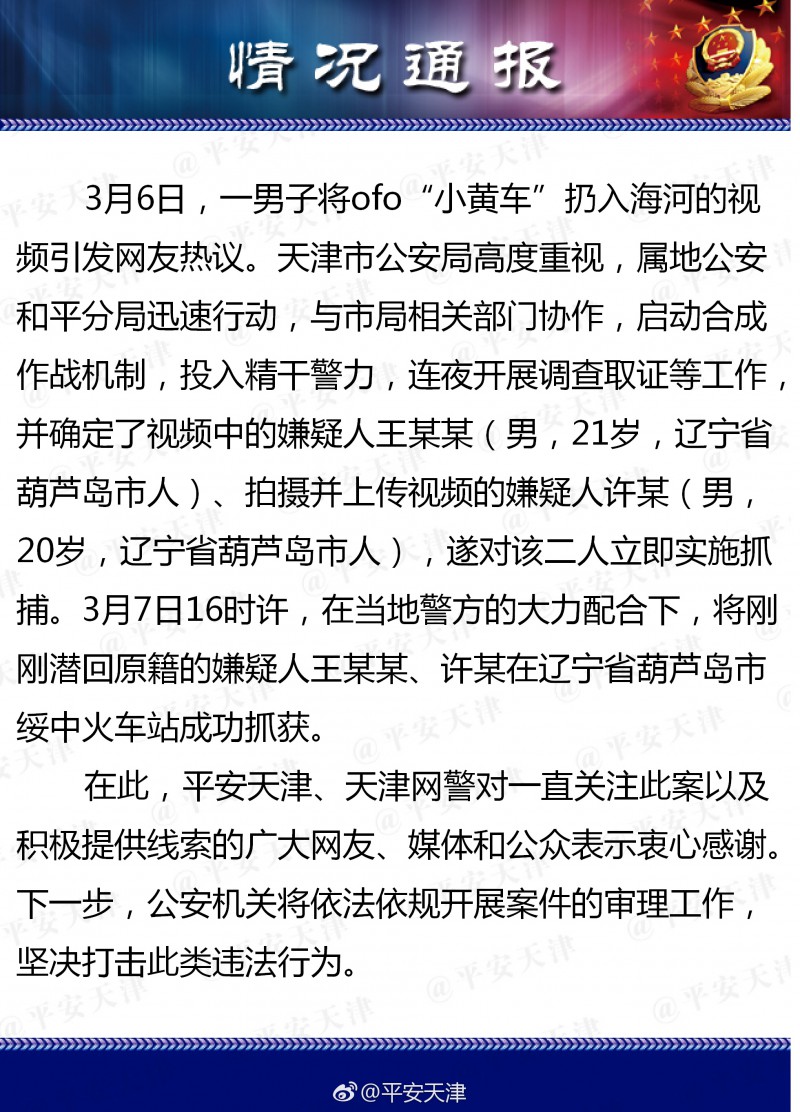 情况通报
3月6日，一男子将ofo“小黄车”扔入海河的视
频引发网友热议。天津市公安局高度重视，属地公安
和平分局迅速行动，与市局相关部门协作，启动合成
作战机制，投入精干警力，连夜开展调查取证等工作，
并确定了视频中的嫌疑人王某某（男，21岁，辽宁省
葫芦岛市人）、拍摄并上传视频的嫌疑人许某（男，
20岁，辽宁省葫芦岛市人），遂对该二人立即实施抓
捕。3月7日16时许，在当地警方的大力配合下，将刚
刚潜回原籍的嫌疑人王某某、许某在辽宁省葫芦岛市
绥中火车站成功抓获。
在此，平安天津、天津网警对一直关注此案以及
积极提供线索的广大网友、媒体和公众表示衷心感谢。
下一步，公安机关将依法依规开展案件的审理工作，
坚决打击此类违法行为。
@平安天津